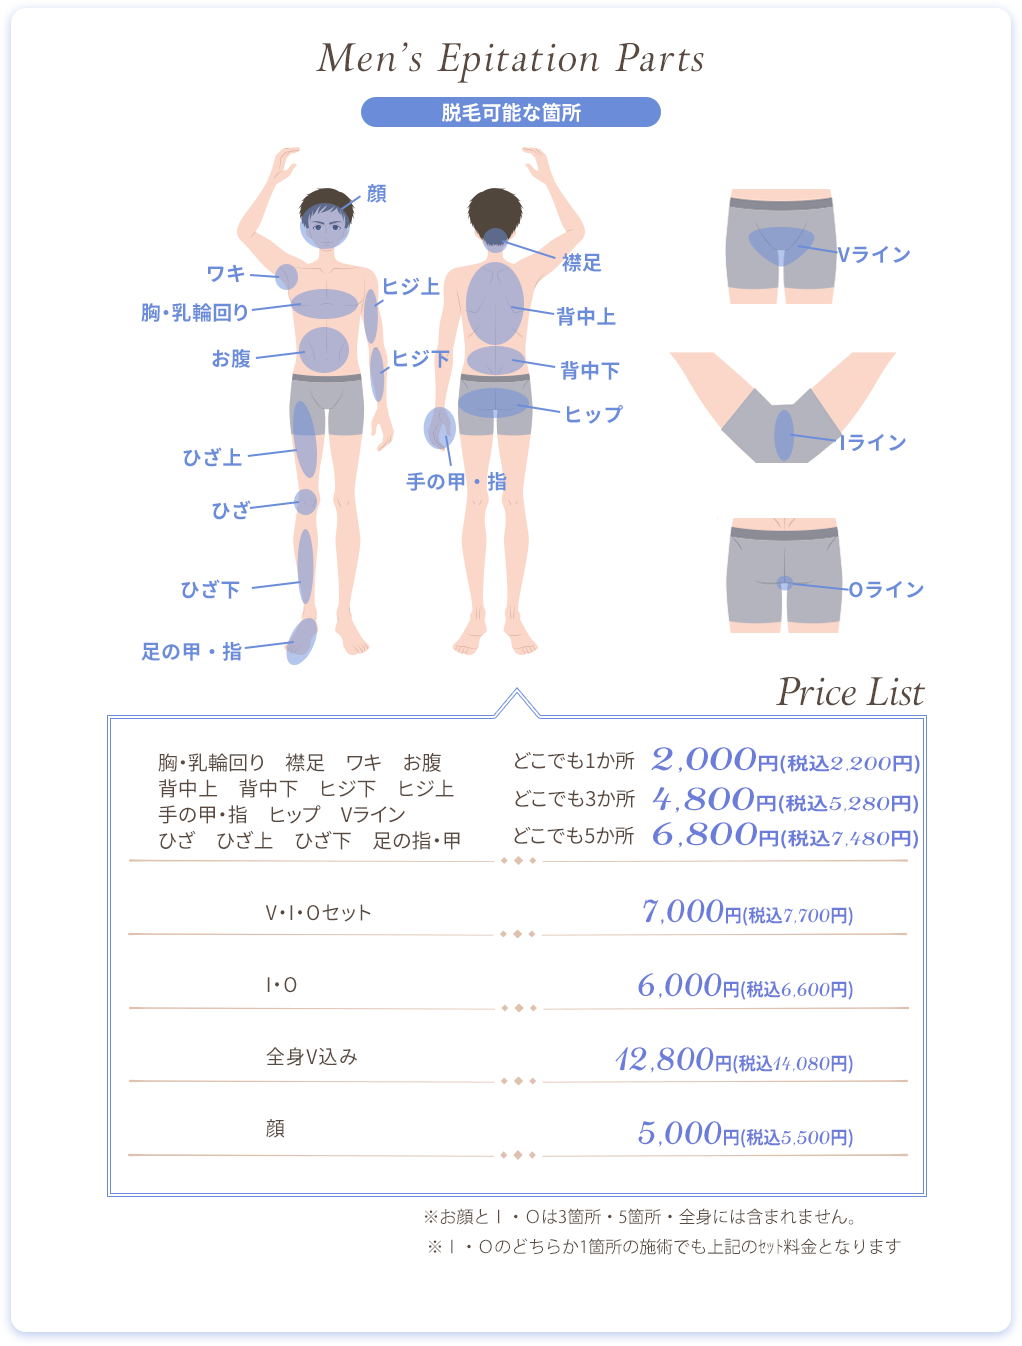 Men's Epitation Parts
脱毛可能な箇所
顔
ワキ
胸・乳輪回り
お腹
ヒジ上
ヒジ下
ひざ上
ひざ
ひざ下
足の甲・指
襟足
背中上
背中下
ヒップ
手の甲・指
Vライン
Iライン
Oライン
Price List
胸・乳輪回り 襟足 ワキ お腹
背中上 背中下 ヒジ下 ヒジ上
手の甲・指 ヒップ Vライン
ひざ ひざ上 ひざ下 足の指・甲
どこでも1か所 2,000円(税込2,200円)
どこでも3か所 4,800円(税込5,280円)
どこでも5か所 6,800円(税込7,480円)
V・I・Oセット 7,000円(税込7,700円)
I・O 6,000円(税込6,600円)
全身V込み 12,800円(税込14,080円)
顔 5,000円(税込5,500円)
※お顔とI・Oは3箇所・5箇所・全身には含まれません。
※I・Oのどちらか1箇所の施術でも上記のｾｯﾄ料金となります